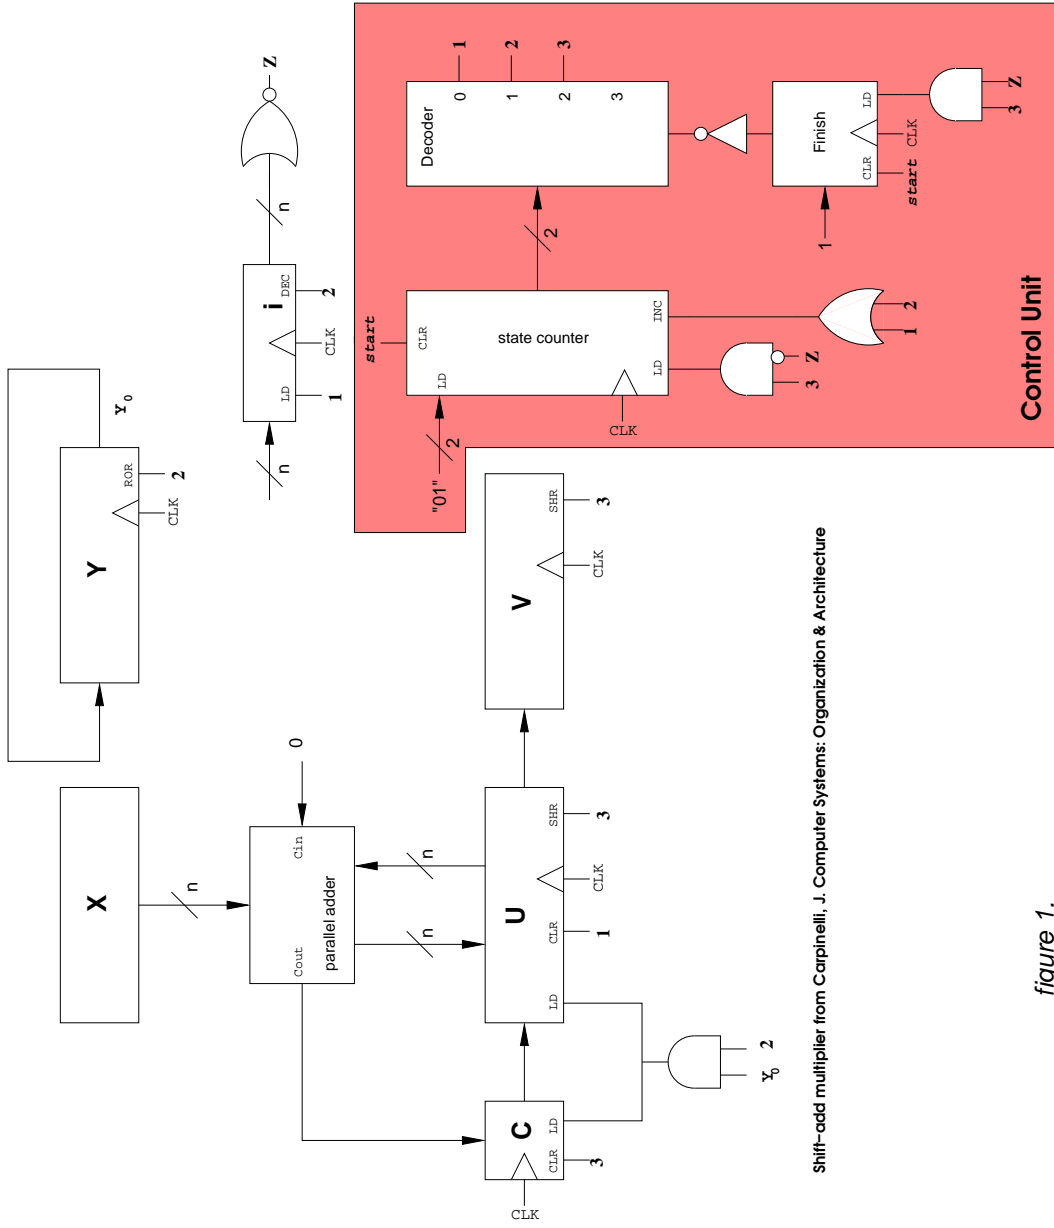 X
n
Cout
Cin
0
parallel adder
n
n
Y
ROR
CLK
2
Y0
C
CLK
CLR
LD
3
U
LD
CLR
SHR
1
CLK
3
V
SHR
CLK
3
Y0
2
n
i
LD
DEC
1
CLK
2
n
Z
start
CLR
"01"
2
LD
state counter
CLK
LD
INC
3
Z
1
2
2
Decoder
0
1
2
3
1
2
3
1
Finish
CLR
LD
start
CLK
3
Z
Control Unit
Shift-add multiplier from Carpinelli, J. Computer Systems: Organization & Architecture
figure 1.